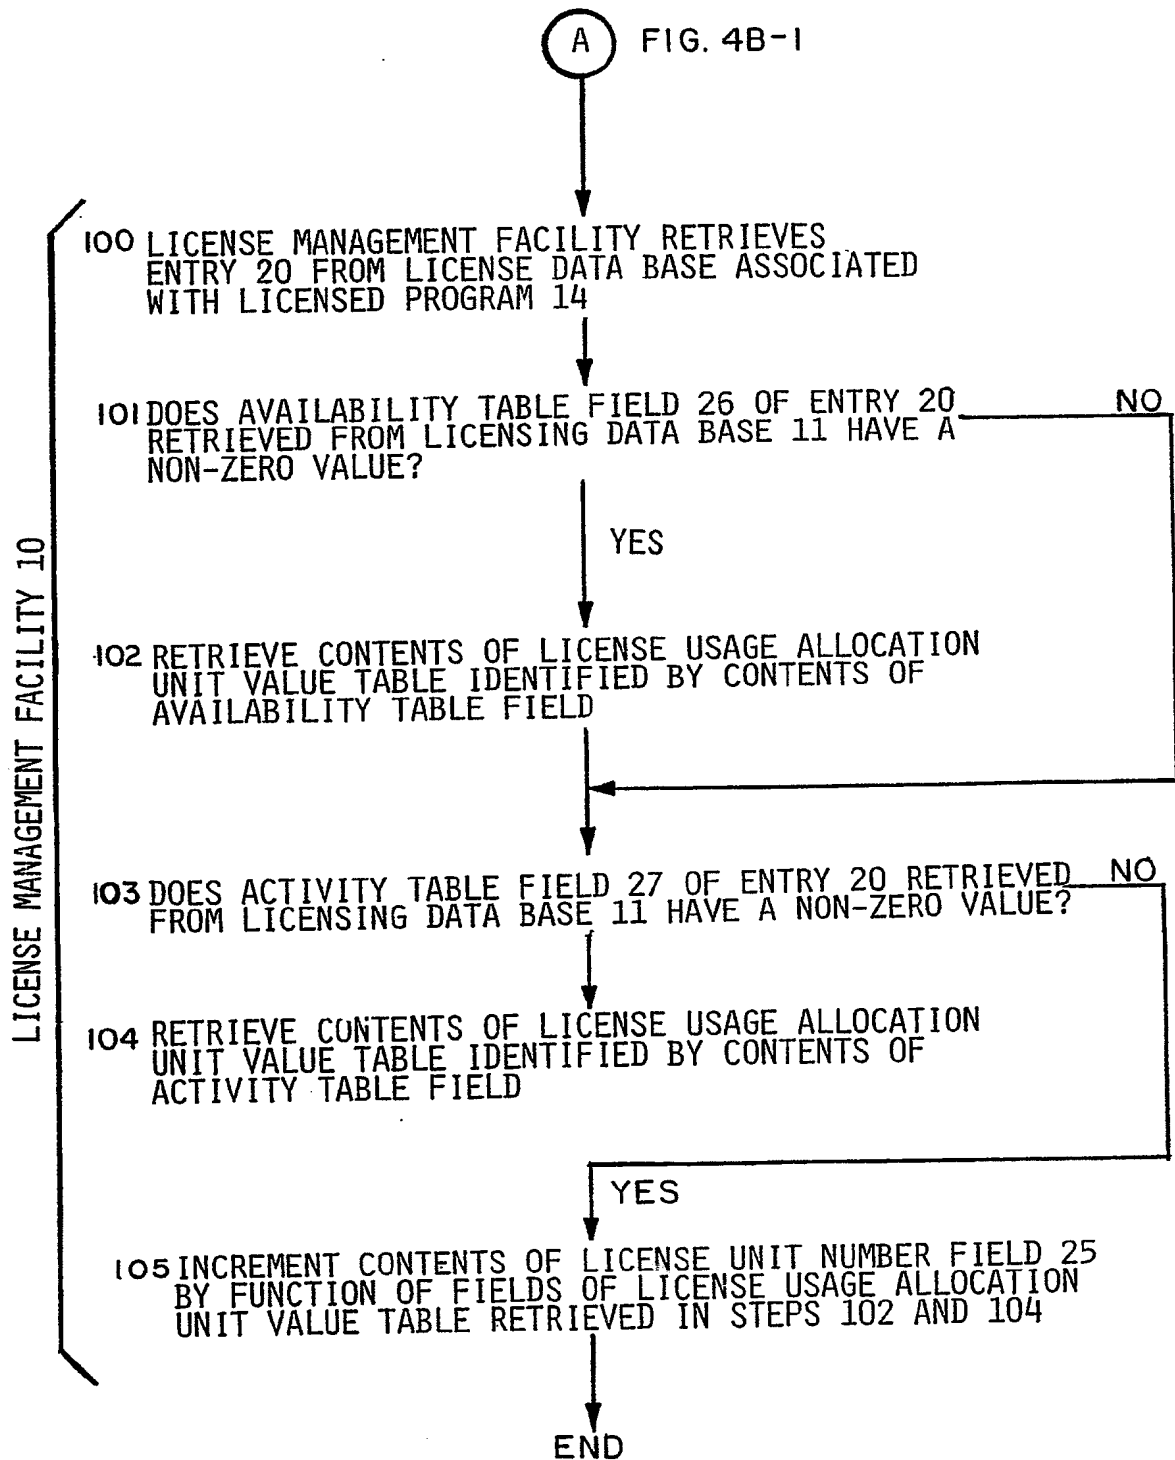 A FIG. 4B-1
100 LICENSE MANAGEMENT FACILITY RETRIEVES
ENTRY 20 FROM LICENSE DATA BASE ASSOCIATED
WITH LICENSED PROGRAM 14
101 DOES AVAILABILITY TABLE FIELD 26 OF ENTRY 20
RETRIEVED FROM LICENSING DATA BASE 11 HAVE A
NON-ZERO VALUE?
NO
YES
102 RETRIEVE CONTENTS OF LICENSE USAGE ALLOCATION
UNIT VALUE TABLE IDENTIFIED BY CONTENTS OF
AVAILABILITY TABLE FIELD
103 DOES ACTIVITY TABLE FIELD 27 OF ENTRY 20 RETRIEVED
FROM LICENSING DATA BASE 11 HAVE A NON-ZERO VALUE?
NO
104 RETRIEVE CONTENTS OF LICENSE USAGE ALLOCATION
UNIT VALUE TABLE IDENTIFIED BY CONTENTS OF
ACTIVITY TABLE FIELD
YES
105 INCREMENT CONTENTS OF LICENSE UNIT NUMBER FIELD 25
BY FUNCTION OF FIELDS OF LICENSE USAGE ALLOCATION
UNIT VALUE TABLE RETRIEVED IN STEPS 102 AND 104
END
LICENSE MANAGEMENT FACILITY 10